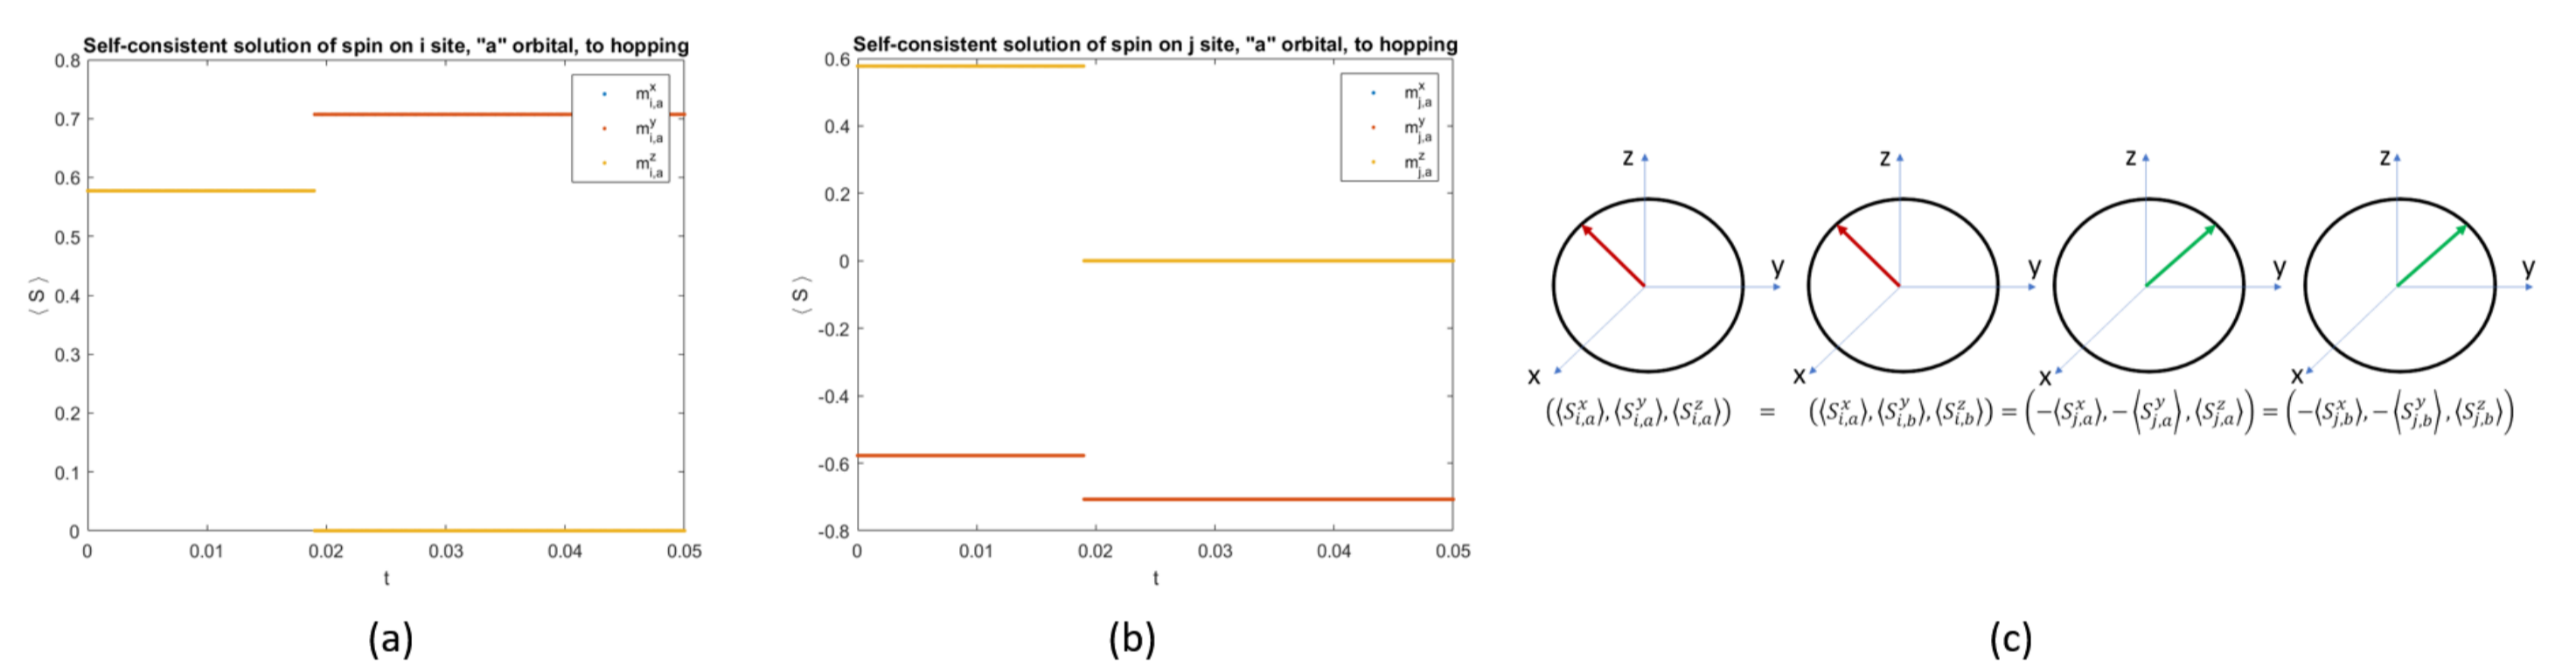 Self-consistent solution of spin on i site, "a" orbital, to hopping
0.8
0.7
0.6
0.5
0.4
0.3
0.2
0.1
0
⟨ S ⟩
m^x_{i,a}
m^y_{i,a}
m^z_{i,a}
0 0.01 0.02 0.03 0.04 0.05
t
(a)
Self-consistent solution of spin on j site, "a" orbital, to hopping
0.6
0.4
0.2
0
-0.2
-0.4
-0.6
-0.8
⟨ S ⟩
m^x_{j,a}
m^y_{j,a}
m^z_{j,a}
0 0.01 0.02 0.03 0.04 0.05
t
(b)
z z z z
y y y y
x x x x
(⟨S^x_{i,a}⟩, ⟨S^y_{i,a}⟩, ⟨S^z_{i,a}⟩) = (⟨S^x_{i,a}⟩, ⟨S^y_{i,b}⟩, ⟨S^z_{i,b}⟩) = (−⟨S^x_{j,a}⟩, −⟨S^y_{j,a}⟩, ⟨S^z_{j,a}⟩) = (−⟨S^x_{j,b}⟩, −⟨S^y_{j,b}⟩, ⟨S^z_{j,b}⟩)
(c)